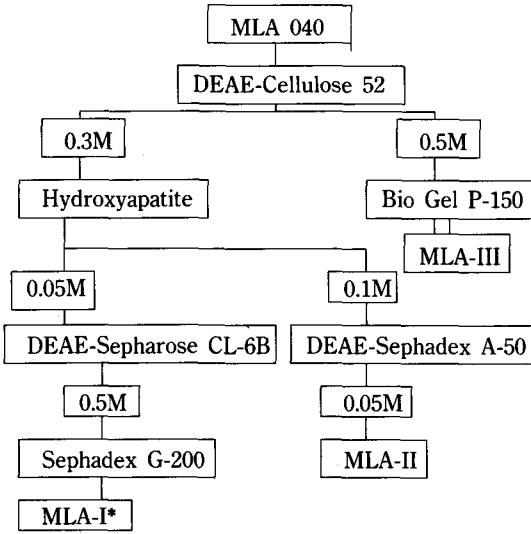 MLA 040
DEAE-Cellulose 52
0.3M
0.5M
Hydroxyapatite
Bio Gel P-150
MLA-III
0.05M
0.1M
DEAE-Sepharose CL-6B
DEAE-Sephadex A-50
0.5M
0.05M
Sephadex G-200
MLA-II
MLA-I*